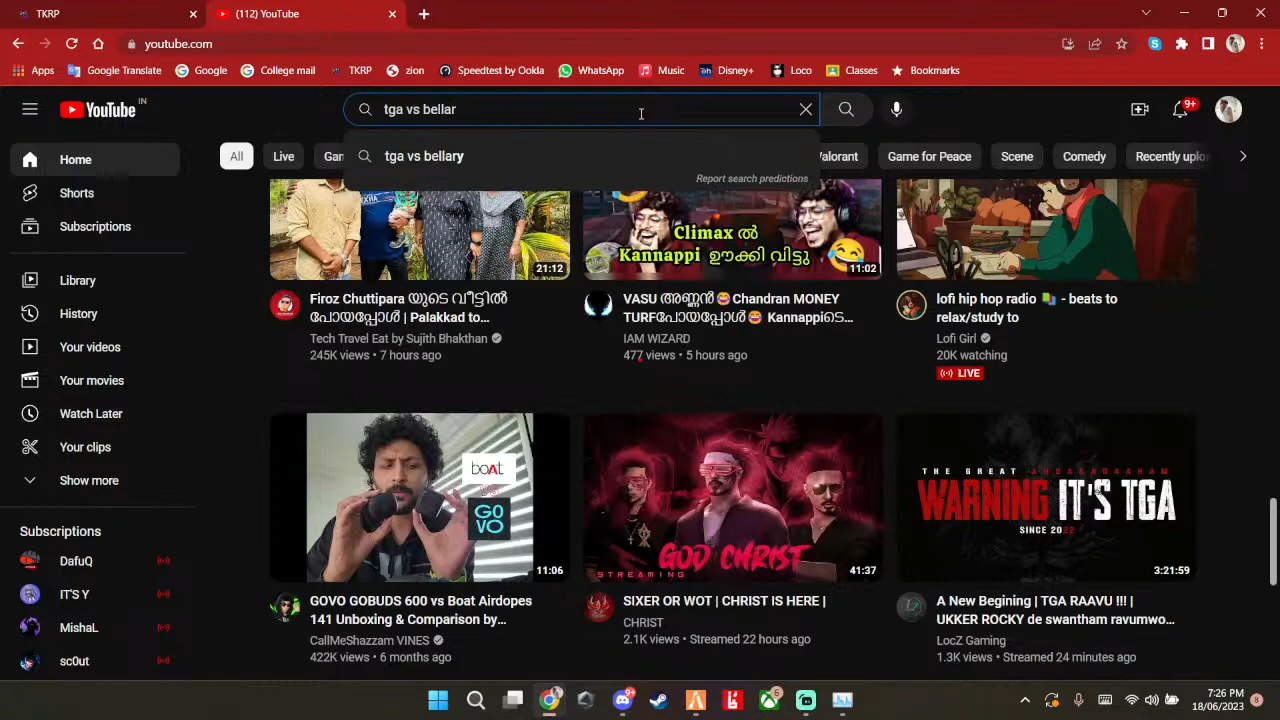 TKRP
(112) YouTube
youtube.com
Apps
Google Translate
Google
College mail
TKRP
zion
Speedtest by Ookla
WhatsApp
Music
Disney+
Loco
Classes
Bookmarks
YouTube
IN
tga vs bellar
9+
Home
All
Live
tga vs bellary
Valorant
Game for Peace
Scene
Comedy
Recently uplo
Report search predictions
Shorts
Subscriptions
Library
History
Your videos
Your movies
Watch Later
Your clips
Show more
Subscriptions
DafuQ
IT'S Y
MishaL
sc0ut
21:12
Firoz Chuttipara യുടെ വീട്ടിൽ
പോയപ്പോൾ | Palakkad to...
Tech Travel Eat by Sujith Bhakthan
245K views • 7 hours ago
Climax ൽ
Kannappi ഊക്കി വിട്ടു
11:02
VASU അണ്ണൻ😂Chandran MONEY
TURFപോയപ്പോൾ😂 Kannappiടെ...
IAM WIZARD
477 views • 5 hours ago
lofi hip hop radio 📚 - beats to
relax/study to
Lofi Girl
20K watching
LIVE
boAt
VS
GOVO
11:06
GOVO GOBUDS 600 vs Boat Airdopes
141 Unboxing & Comparison by...
CallMeShazzam VINES
422K views • 6 months ago
GOD CHRIST
STREAMING
41:37
SIXER OR WOT | CHRIST IS HERE |
CHRIST
2.1K views • Streamed 22 hours ago
THE GREAT
WARNING IT'S TGA
SINCE 2022
3:21:59
A New Begining | TGA RAAVU !!! |
UKKER ROCKY de swantham ravumwo...
LocZ Gaming
1.3K views • Streamed 24 minutes ago
9+
6
7:26 PM
18/06/2023
8